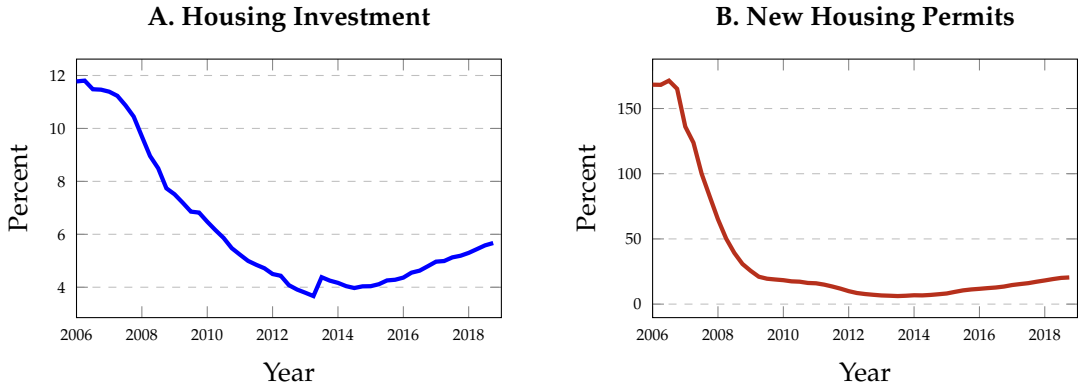 A. Housing Investment
12
10
8
6
4
Percent
2006 2008 2010 2012 2014 2016 2018
Year
B. New Housing Permits
150
100
50
0
Percent
2006 2008 2010 2012 2014 2016 2018
Year